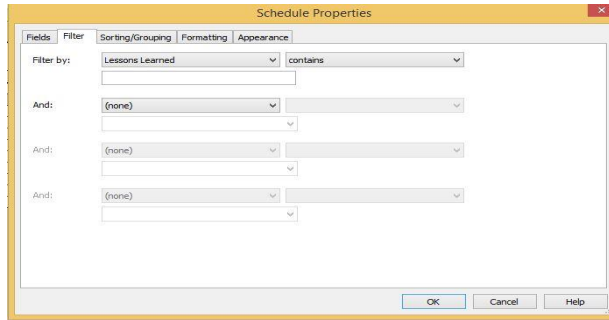 Schedule Properties
Fields Filter Sorting/Grouping Formatting Appearance
Filter by: Lessons Learned contains
And: (none)
And: (none)
And: (none)
OK Cancel Help